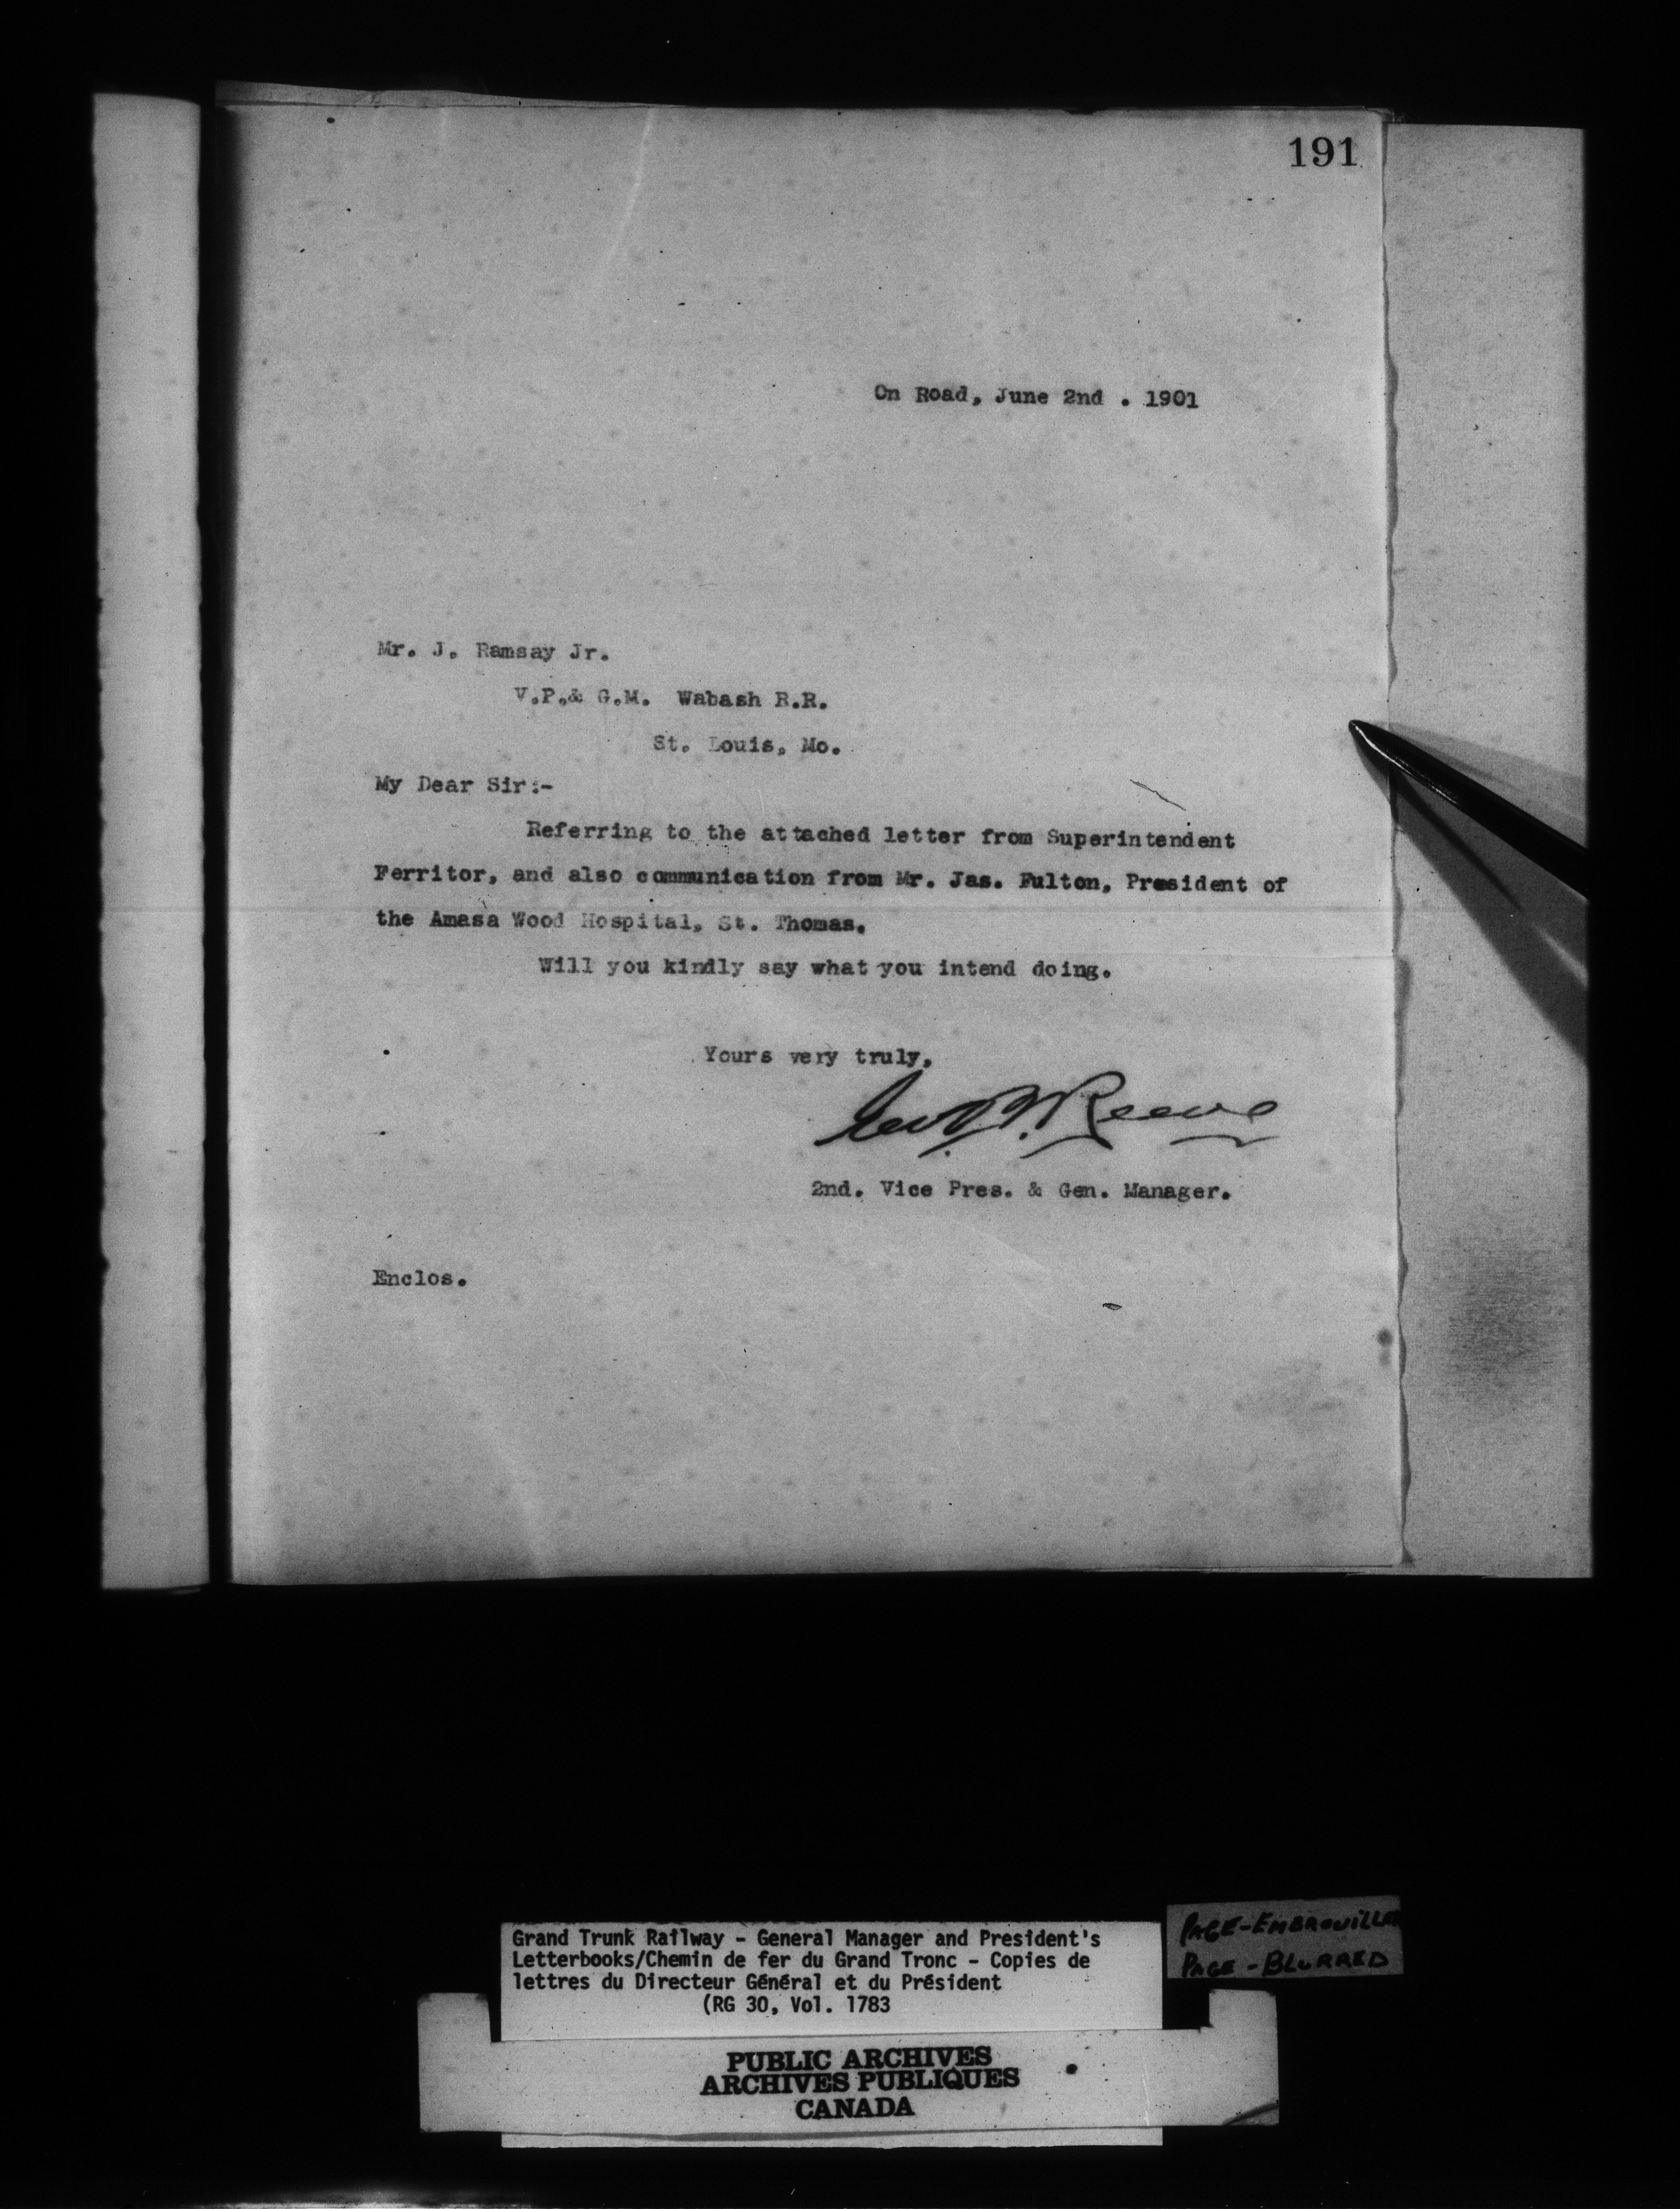 191
On Road, June 2nd . 1901
Mr. J. Ramsay Jr.
V.P.& G.M. Wabash R.R.
St. Louis, Mo.
My Dear Sir:-
Referring to the attached letter from Superintendent
Ferritor, and also communication from Mr. Jas. Fulton, President of
the Amasa Wood Hospital, St. Thomas.
Will you kindly say what you intend doing.
Yours very truly,
Geo. B. Reeve
2nd. Vice Pres. & Gen. Manager.
Enclos.
Grand Trunk Railway - General Manager and President's
Letterbooks/Chemin de fer du Grand Tronc - Copies de
lettres du Directeur Général et du Président
(RG 30, Vol. 1783
PAGE-EMBROUILLEE
PAGE-BLURRED
PUBLIC ARCHIVES
ARCHIVES PUBLIQUES
CANADA